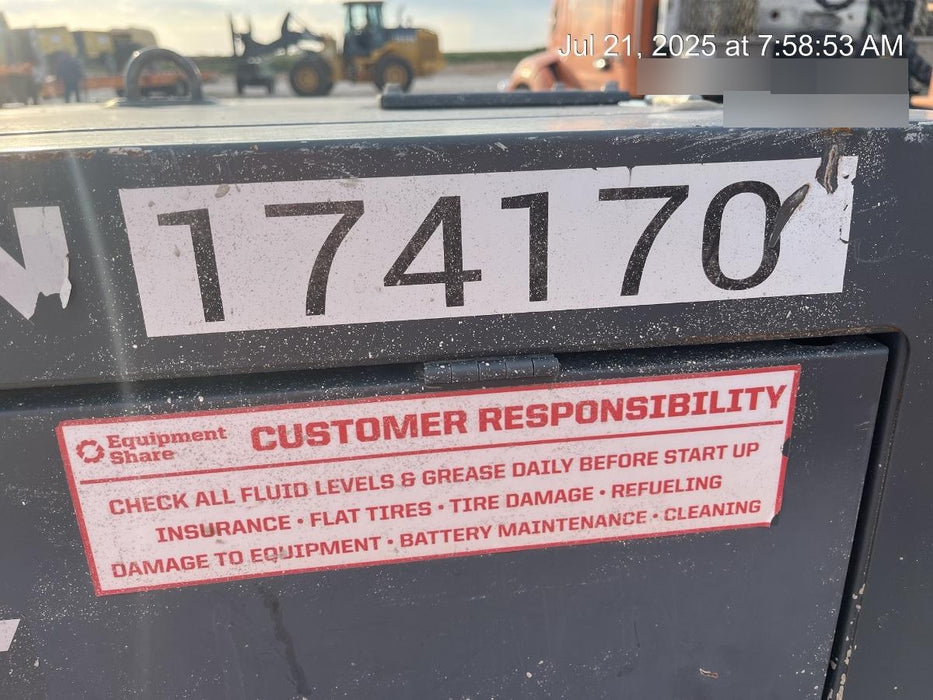 Jul 21, 2025 at 7:58:53 AM
174170
Equipment
Share
CUSTOMER RESPONSIBILITY
CHECK ALL FLUID LEVELS & GREASE DAILY BEFORE START UP
INSURANCE • FLAT TIRES • TIRE DAMAGE • REFUELING
DAMAGE TO EQUIPMENT • BATTERY MAINTENANCE • CLEANING